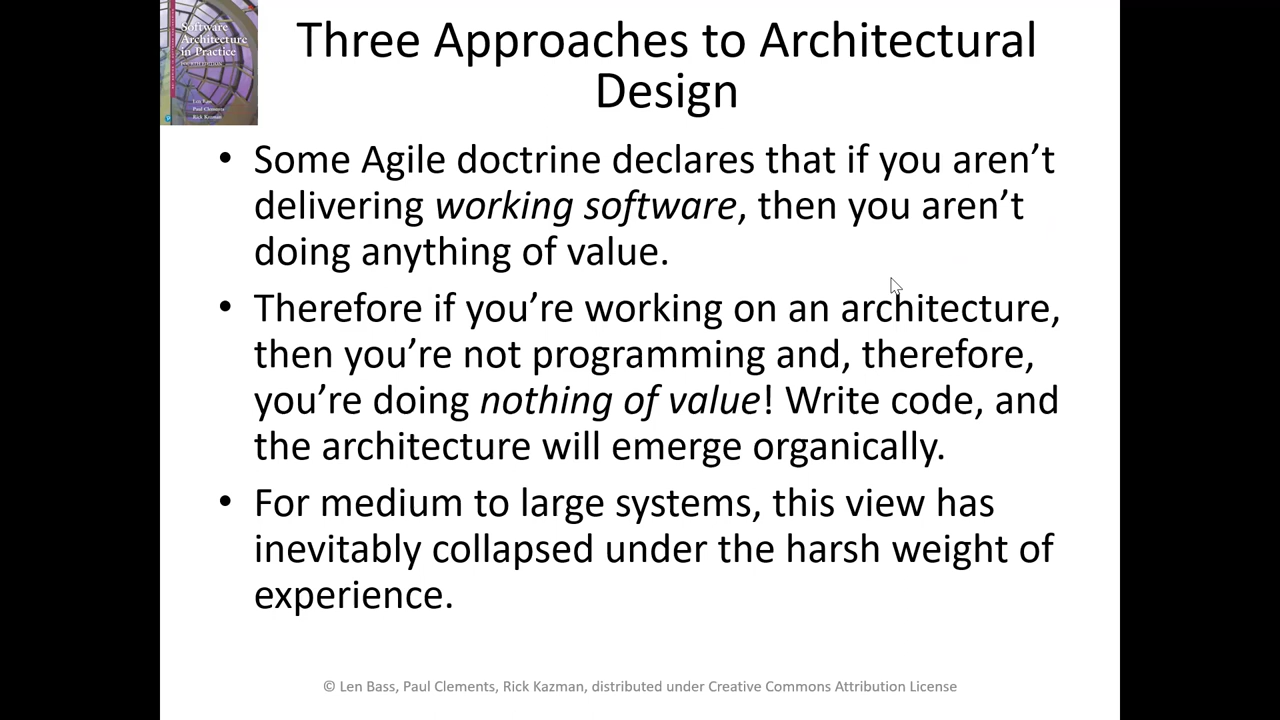 Software
Architecture
in Practice
FOURTH EDITION
Len Bass
Paul Clements
Rick Kazman
Three Approaches to Architectural
Design
• Some Agile doctrine declares that if you aren’t
delivering working software, then you aren’t
doing anything of value.
• Therefore if you’re working on an architecture,
then you’re not programming and, therefore,
you’re doing nothing of value! Write code, and
the architecture will emerge organically.
• For medium to large systems, this view has
inevitably collapsed under the harsh weight of
experience.
© Len Bass, Paul Clements, Rick Kazman, distributed under Creative Commons Attribution License